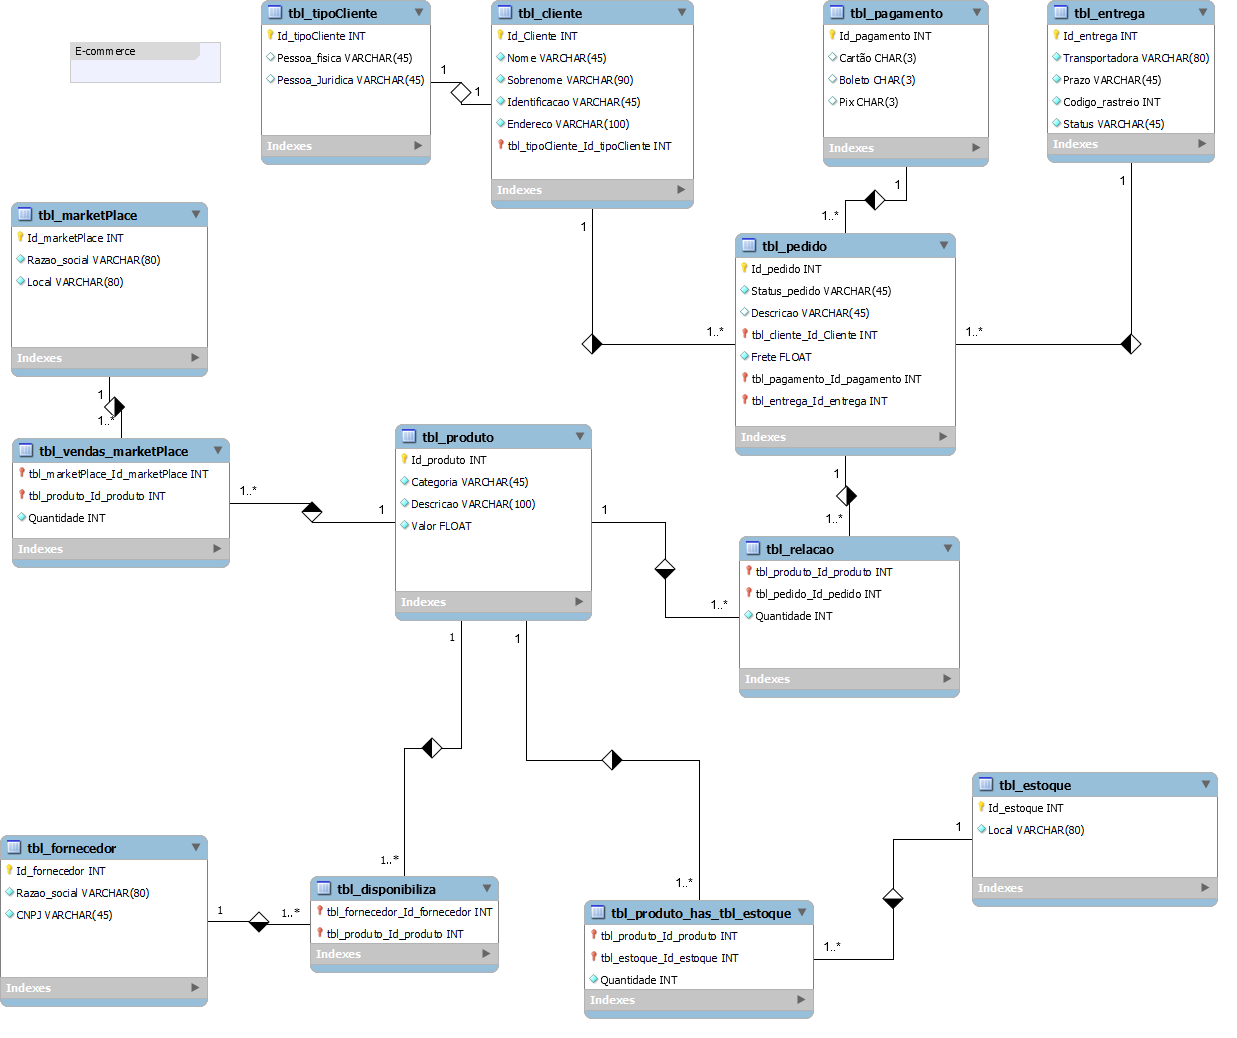 E-commerce
tbl_tipoCliente
Id_tipoCliente INT
Pessoa_fisica VARCHAR(45)
Pessoa_Juridica VARCHAR(45)
Indexes
1
1
tbl_cliente
Id_Cliente INT
Nome VARCHAR(45)
Sobrenome VARCHAR(90)
Identificacao VARCHAR(45)
Endereco VARCHAR(100)
tbl_tipoCliente_Id_tipoCliente INT
Indexes
1
1..*
tbl_pagamento
Id_pagamento INT
Cartão CHAR(3)
Boleto CHAR(3)
Pix CHAR(3)
Indexes
1
1..*
tbl_entrega
Id_entrega INT
Transportadora VARCHAR(80)
Prazo VARCHAR(45)
Codigo_rastreio INT
Status VARCHAR(45)
Indexes
1
1..*
tbl_marketPlace
Id_marketPlace INT
Razao_social VARCHAR(80)
Local VARCHAR(80)
Indexes
1
1..*
tbl_pedido
Id_pedido INT
Status_pedido VARCHAR(45)
Descricao VARCHAR(45)
tbl_cliente_Id_Cliente INT
Frete FLOAT
tbl_pagamento_Id_pagamento INT
tbl_entrega_Id_entrega INT
Indexes
1
1..*
tbl_vendas_marketPlace
tbl_marketPlace_Id_marketPlace INT
tbl_produto_Id_produto INT
Quantidade INT
Indexes
1..*
1
tbl_produto
Id_produto INT
Categoria VARCHAR(45)
Descricao VARCHAR(100)
Valor FLOAT
Indexes
1
1..*
tbl_relacao
tbl_produto_Id_produto INT
tbl_pedido_Id_pedido INT
Quantidade INT
Indexes
1
1
1..*
1..*
tbl_fornecedor
Id_fornecedor INT
Razao_social VARCHAR(80)
CNPJ VARCHAR(45)
Indexes
1
1..*
tbl_disponibiliza
tbl_fornecedor_Id_fornecedor INT
tbl_produto_Id_produto INT
Indexes
tbl_produto_has_tbl_estoque
tbl_produto_Id_produto INT
tbl_estoque_Id_estoque INT
Quantidade INT
Indexes
1..*
1
tbl_estoque
Id_estoque INT
Local VARCHAR(80)
Indexes